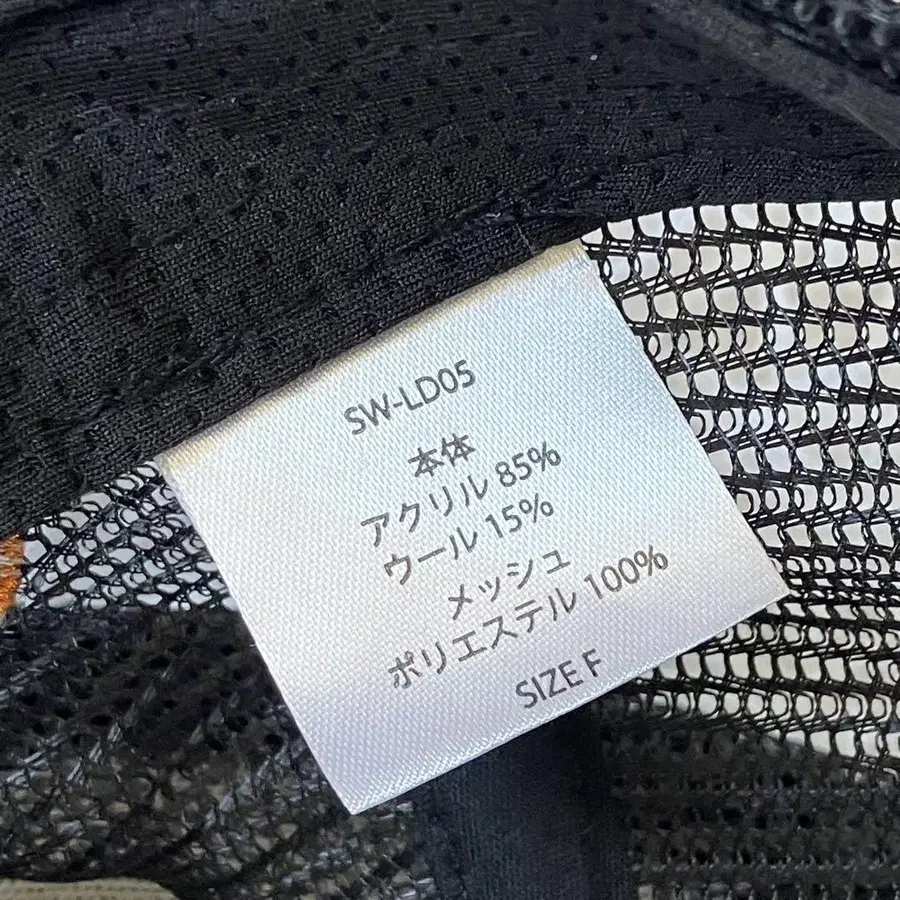 SW-LD05
本体
アクリル 85%
ウール 15%
メッシュ
ポリエステル 100%
SIZE F